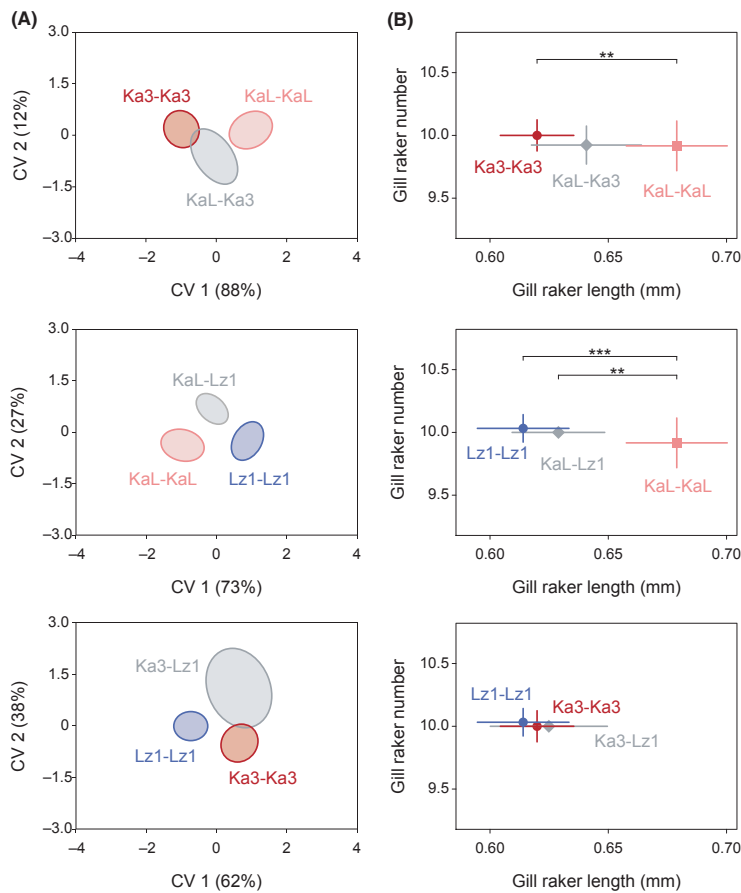 (A)
3.0
1.5
0
–1.5
–3.0
CV 2 (12%)
Ka3-Ka3
KaL-KaL
KaL-Ka3
–4
–2
0
2
4
CV 1 (88%)
(B)
10.5
10.0
9.5
Gill raker number
**
Ka3-Ka3
KaL-Ka3
KaL-KaL
0.60
0.65
0.70
Gill raker length (mm)
3.0
1.5
0
–1.5
–3.0
CV 2 (27%)
KaL-Lz1
KaL-KaL
Lz1-Lz1
–4
–2
0
2
4
CV 1 (73%)
10.5
10.0
9.5
Gill raker number
***
**
Lz1-Lz1
KaL-Lz1
KaL-KaL
0.60
0.65
0.70
Gill raker length (mm)
3.0
1.5
0
–1.5
–3.0
CV 2 (38%)
Ka3-Lz1
Lz1-Lz1
Ka3-Ka3
–4
–2
0
2
4
CV 1 (62%)
10.5
10.0
9.5
Gill raker number
Lz1-Lz1
Ka3-Ka3
Ka3-Lz1
0.60
0.65
0.70
Gill raker length (mm)